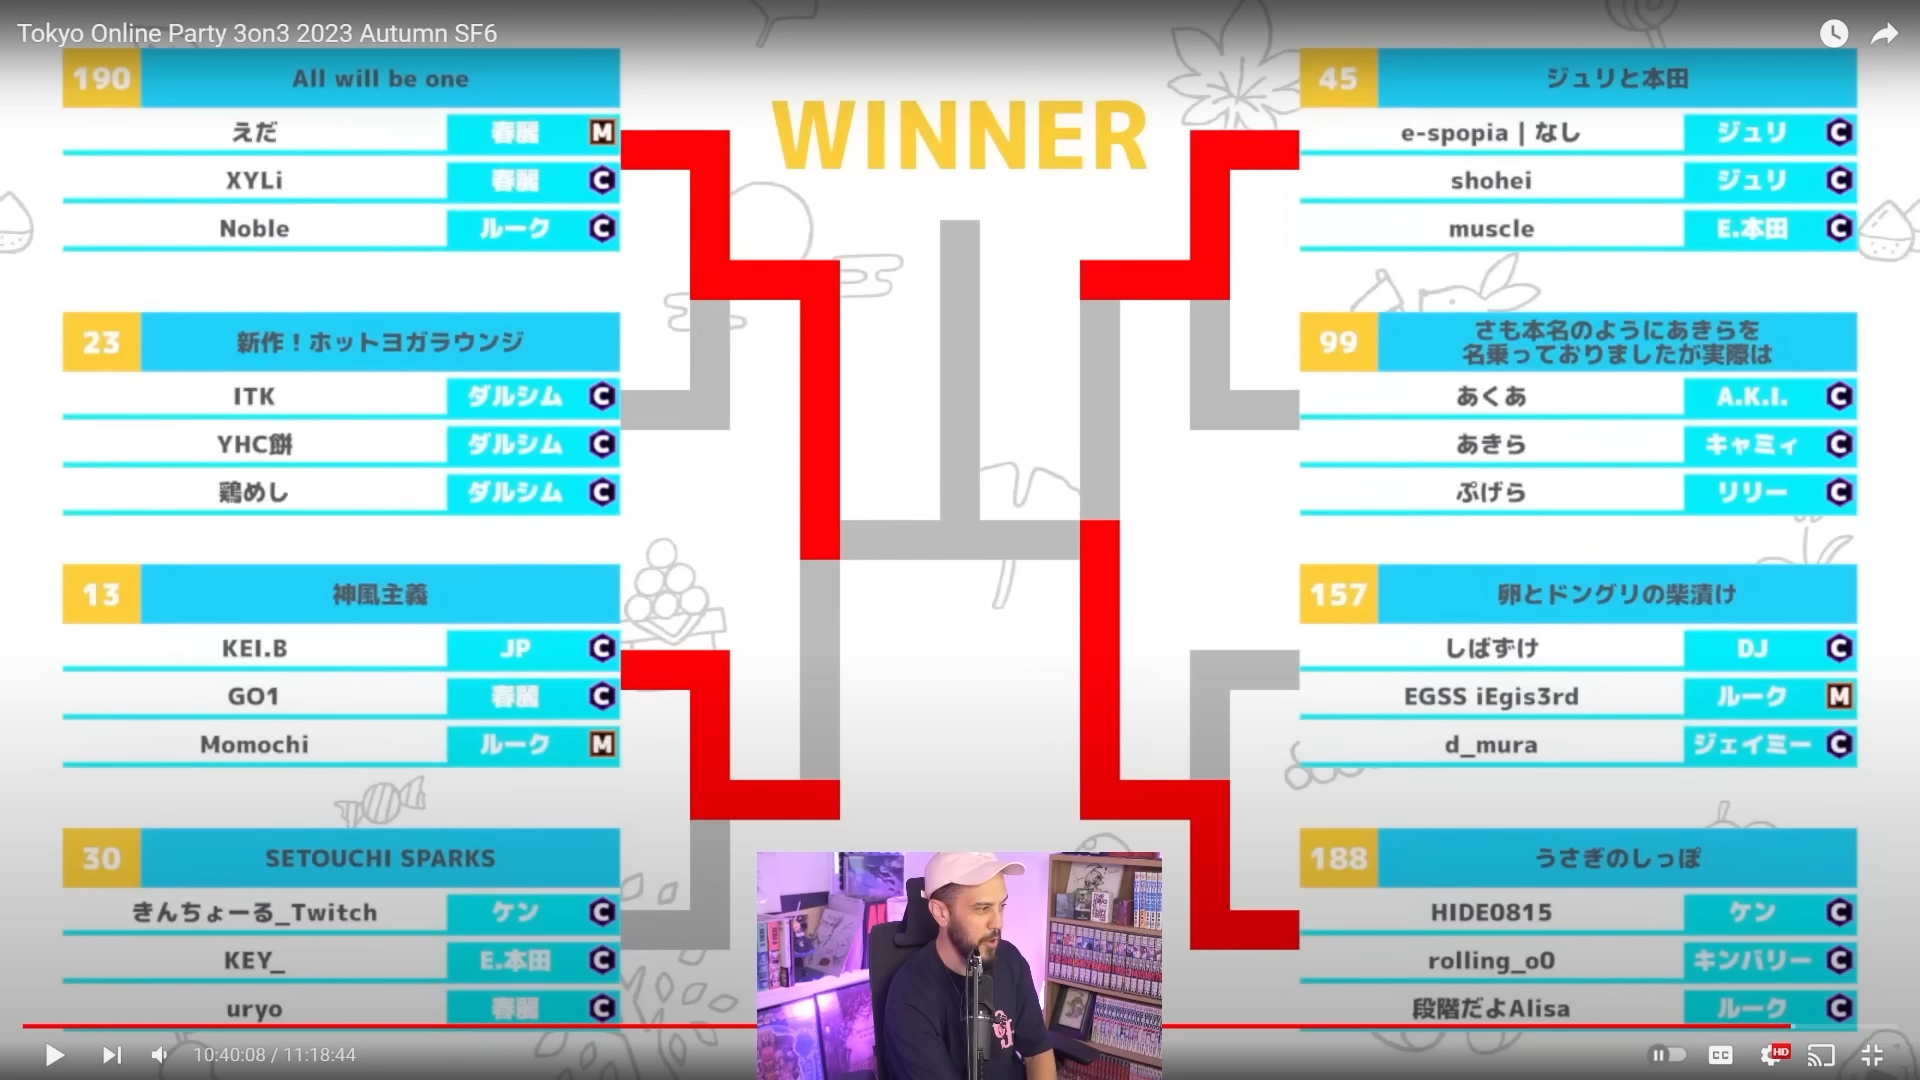 Tokyo Online Party 3on3 2023 Autumn SF6
WINNER
190 All will be one
えだ 春麗 M
XYLi 春麗 C
Noble ルーク C
23 新作！ホットヨガラウンジ
ITK ダルシム C
YHC餅 ダルシム C
鶏めし ダルシム C
13 神風主義
KEI.B JP C
GO1 春麗 C
Momochi ルーク M
30 SETOUCHI SPARKS
きんちょーる_Twitch ケン C
KEY_ E.本田 C
uryo 春麗 C
45 ジュリと本田
e-spopia | なし ジュリ C
shohei ジュリ C
muscle E.本田 C
99 さも本名のようにあきらを
名乗っておりましたが実際は
あくあ A.K.I. C
あきら キャミィ C
ぷげら リリー C
157 卵とドングリの柴漬け
しばずけ DJ C
EGSS iEgis3rd ルーク M
d_mura ジェイミー C
188 うさぎのしっぽ
HIDE0815 ケン C
rolling_o0 キンバリー C
段階だよAlisa ルーク C
10:40:08 / 11:18:44
CC HD